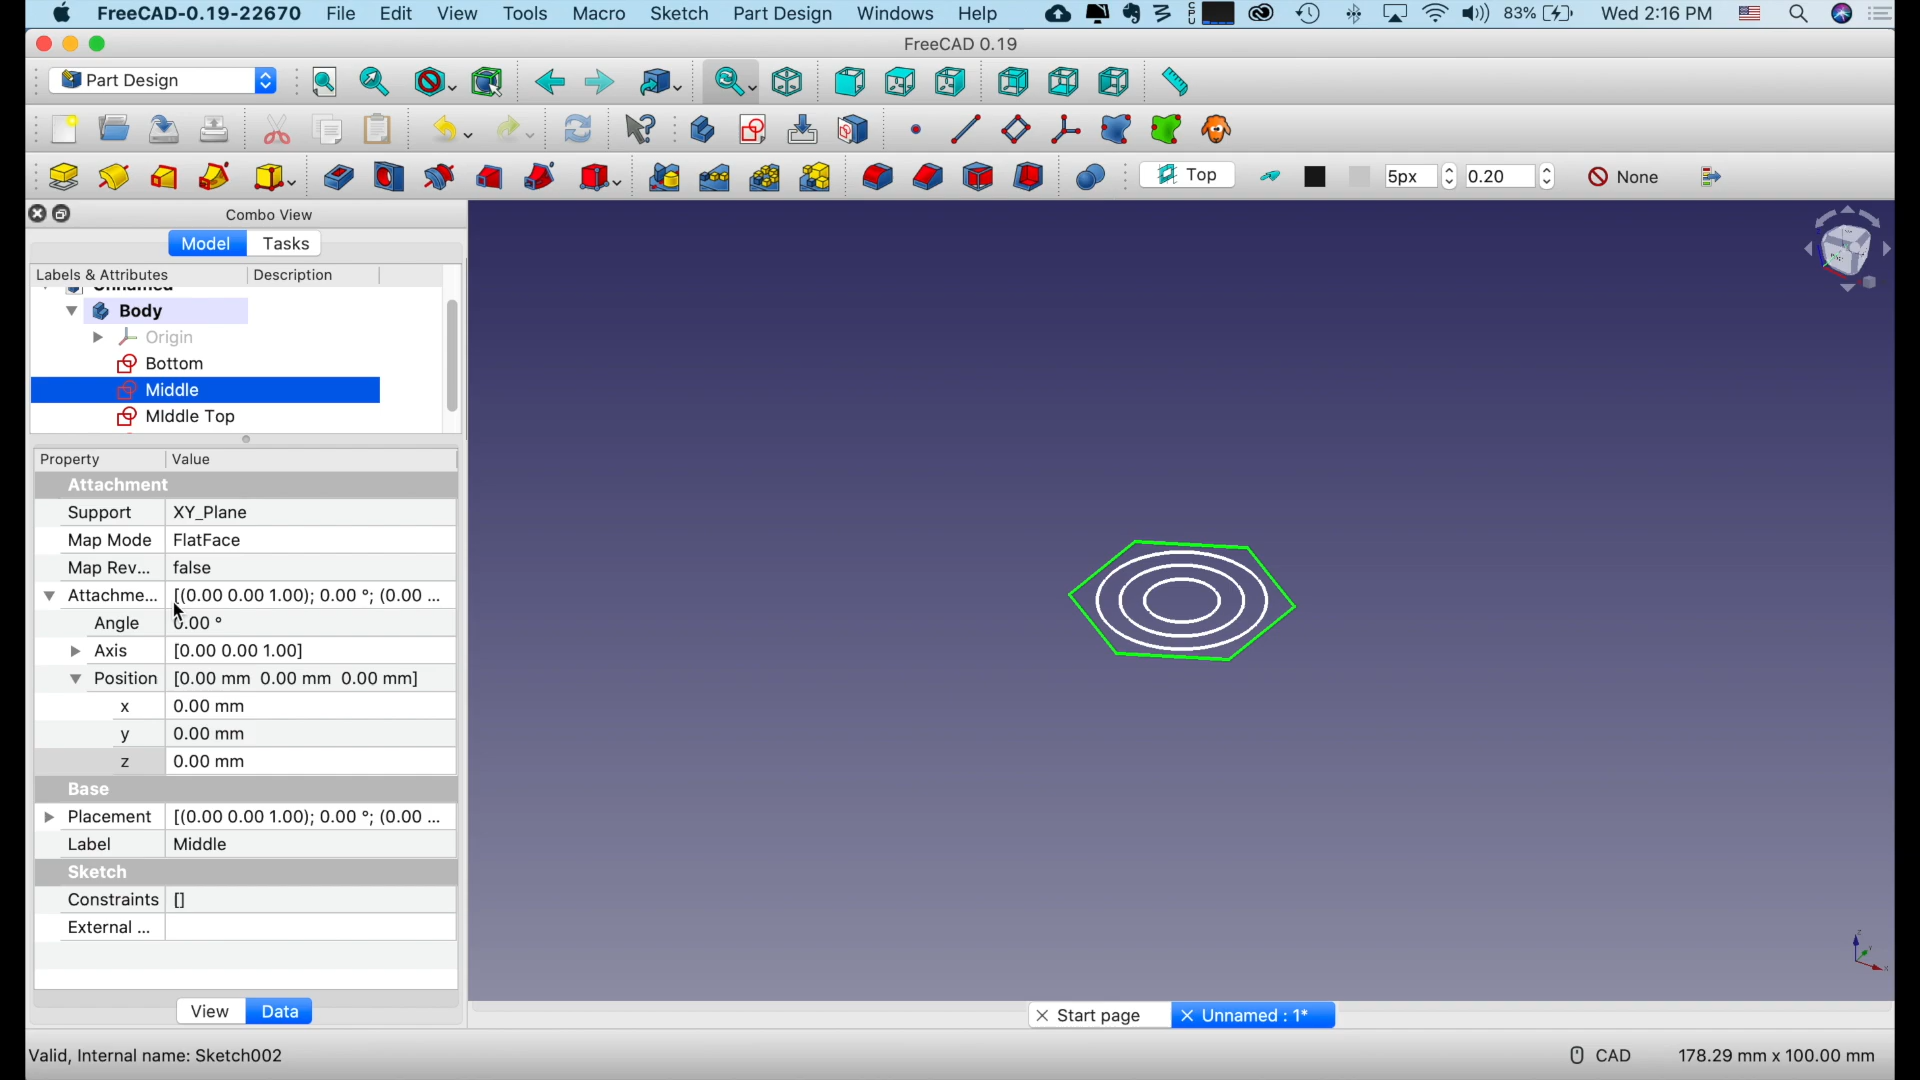 FreeCAD-0.19-22670 File Edit View Tools Macro Sketch Part Design Windows Help CPU 83% Wed 2:16 PM
FreeCAD 0.19
Part Design
Top 5px 0.20 None
Combo View
Model Tasks
Labels & Attributes Description
Unnamed
Body
Origin
Bottom
Middle
MIddle Top
Property Value
Attachment
Support XY_Plane
Map Mode FlatFace
Map Rev... false
Attachme... [(0.00 0.00 1.00); 0.00 °; (0.00 ...
Angle 0.00 °
Axis [0.00 0.00 1.00]
Position [0.00 mm 0.00 mm 0.00 mm]
x 0.00 mm
y 0.00 mm
z 0.00 mm
Base
Placement [(0.00 0.00 1.00); 0.00 °; (0.00 ...
Label Middle
Sketch
Constraints []
External ...
View Data
Start page Unnamed : 1*
Valid, Internal name: Sketch002 CAD 178.29 mm x 100.00 mm